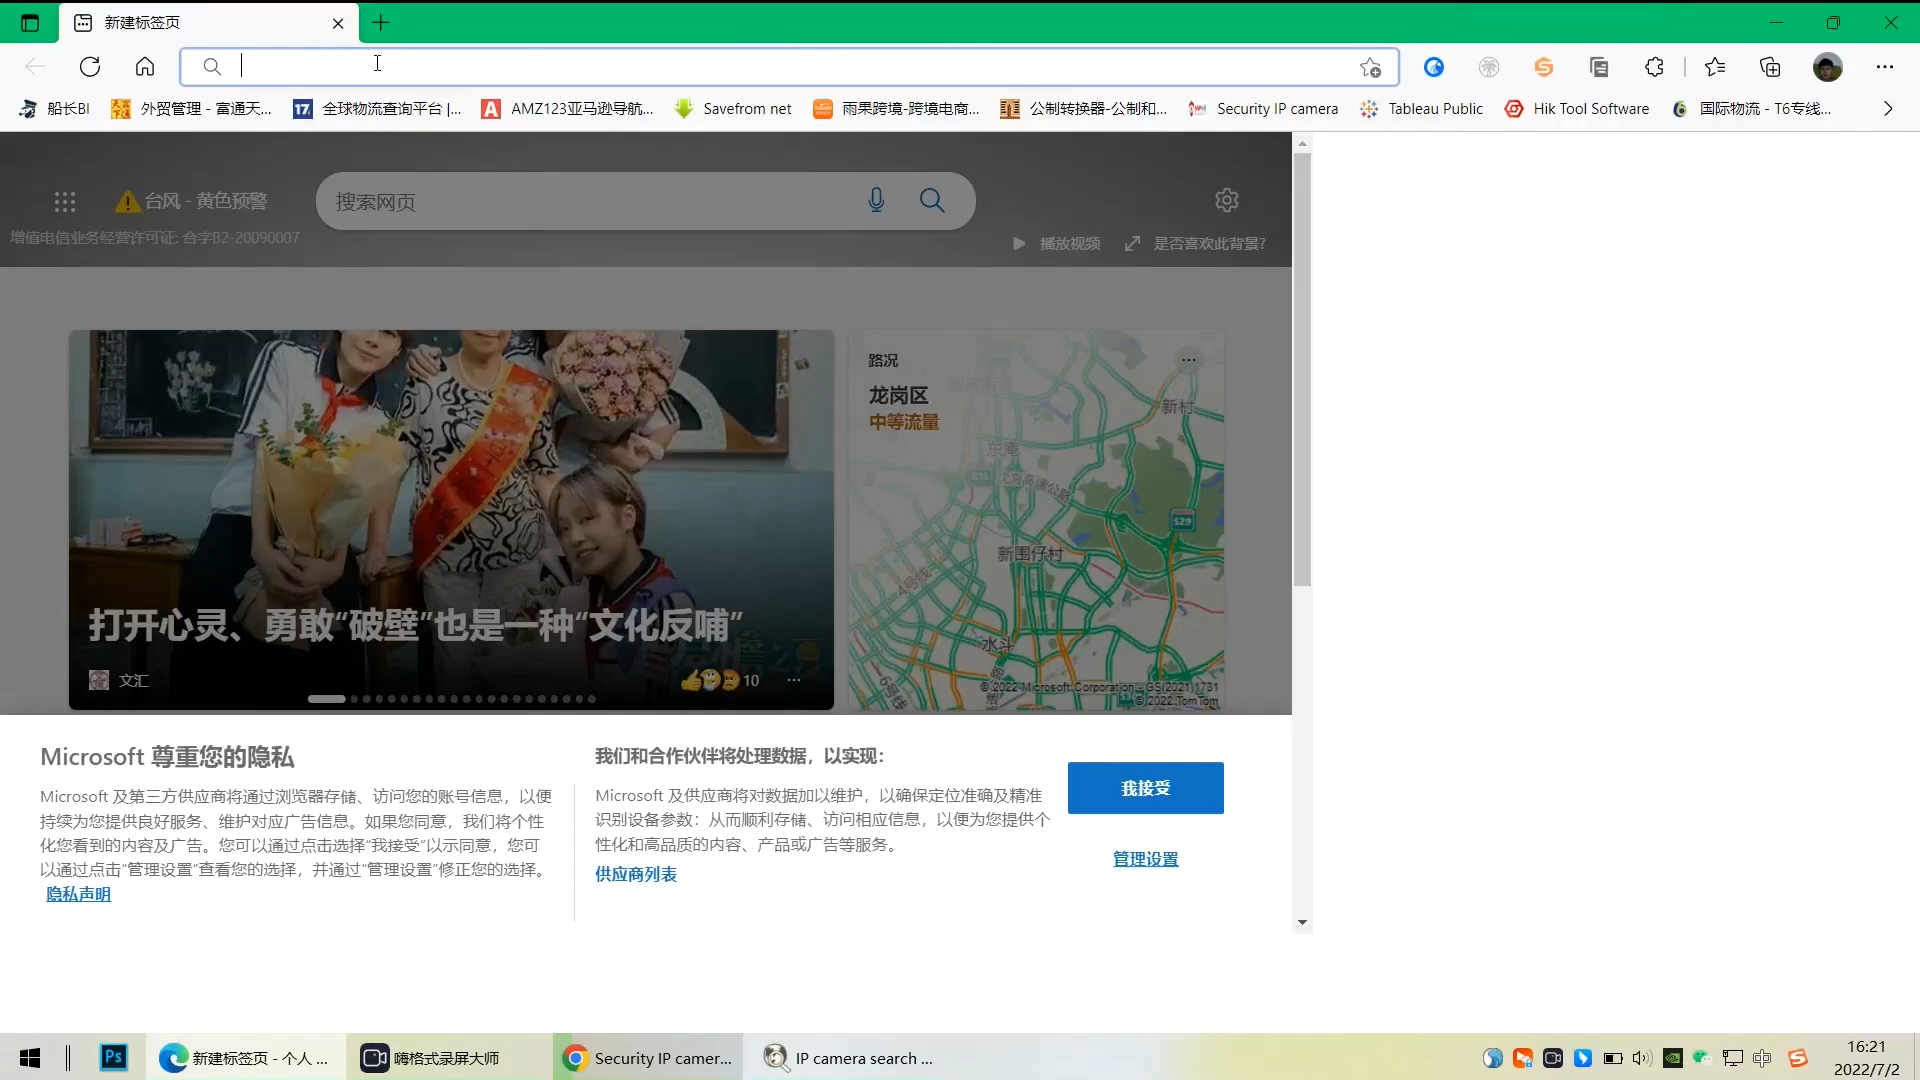 新建标签页
船长BI
外贸管理 - 富通天...
17 全球物流查询平台 |...
A AMZ123亚马逊导航...
Savefrom net
雨果跨境-跨境电商...
公制转换器-公制和...
Security IP camera
Tableau Public
Hik Tool Software
国际物流 - T6专线...
台风 - 黄色预警
搜索网页
增值电信业务经营许可证: 合字B2-20090007
播放视频
是否喜欢此背景?
路况
龙岗区
中等流量
新村
S29
新围仔村
水斗
打开心灵、勇敢“破壁”也是一种“文化反哺”
文汇
10
© 2022 Microsoft Corporation - GS(2021)1731
© 2022 TomTom
Microsoft 尊重您的隐私
Microsoft 及第三方供应商将通过浏览器存储、访问您的账号信息，以便
持续为您提供良好服务、维护对应广告信息。如果您同意，我们将个性
化您看到的内容及广告。您可以通过点击选择“我接受”以示同意，您可
以通过点击“管理设置”查看您的选择，并通过“管理设置”修正您的选择。
隐私声明
我们和合作伙伴将处理数据，以实现：
Microsoft 及供应商将对数据加以维护，以确保定位准确及精准
识别设备参数：从而顺利存储、访问相应信息，以便为您提供个
性化和高品质的内容、产品或广告等服务。
供应商列表
我接受
管理设置
Ps
新建标签页 - 个人 ...
嗨格式录屏大师
Security IP camer...
IP camera search ...
中
16:21
2022/7/2